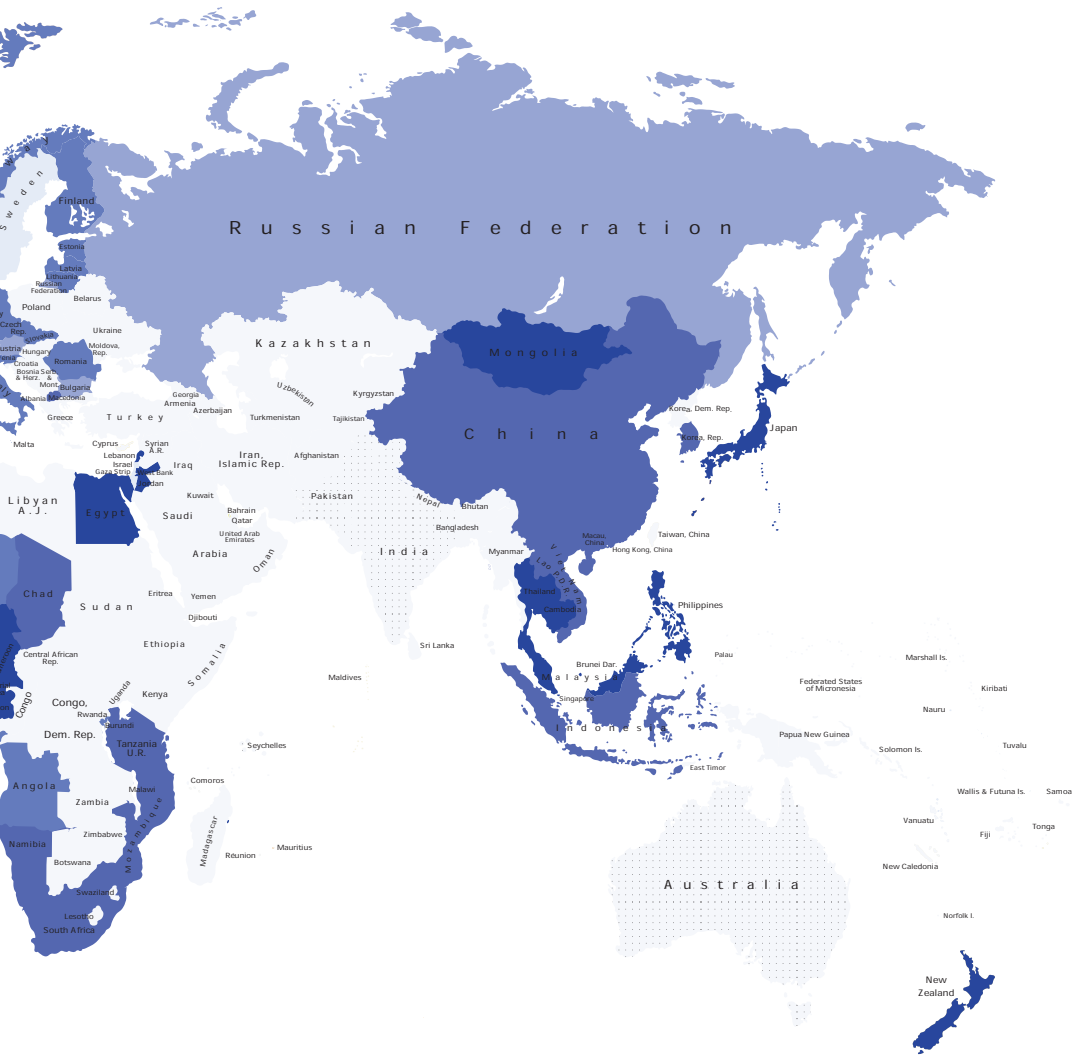 Norway
Sweden
Finland
Russian Federation
Estonia
Latvia
Lithuania
Russian
Federation
Belarus
Poland
Czech
Rep.
Slovakia
Ukraine
Hungary
Moldova,
Rep.
Romania
Croatia
Bosnia
& Herz.
Serb.
&
Mont.
Bulgaria
Albania
Macedonia
Greece
Turkey
Georgia
Armenia
Azerbaijan
Kazakhstan
Uzbekistan
Turkmenistan
Kyrgyzstan
Tajikistan
Mongolia
China
Korea, Dem. Rep.
Korea, Rep.
Japan
Malta
Cyprus
Lebanon
Israel
Gaza Strip
Syrian
A.R.
West Bank
Jordan
Iraq
Iran,
Islamic Rep.
Afghanistan
Pakistan
Nepal
Bhutan
Bangladesh
India
Myanmar
Libyan
A.J.
Egypt
Kuwait
Saudi
Arabia
Bahrain
Qatar
United Arab
Emirates
Oman
Yemen
Macau,
China
Hong Kong, China
Taiwan, China
Viet Nam
Lao P.D.R.
Thailand
Cambodia
Philippines
Chad
Sudan
Eritrea
Djibouti
Ethiopia
Somalia
Central African
Rep.
Congo
Congo,
Dem. Rep.
Uganda
Kenya
Rwanda
Burundi
Tanzania
U.R.
Sri Lanka
Maldives
Brunei Dar.
Malaysia
Singapore
Indonesia
East Timor
Palau
Marshall Is.
Federated States
of Micronesia
Kiribati
Nauru
Papua New Guinea
Solomon Is.
Tuvalu
Seychelles
Comoros
Angola
Zambia
Malawi
Mozambique
Zimbabwe
Namibia
Botswana
Madagascar
Réunion
Mauritius
Swaziland
Lesotho
South Africa
Wallis & Futuna Is.
Samoa
Vanuatu
Fiji
Tonga
New Caledonia
Australia
Norfolk I.
New
Zealand